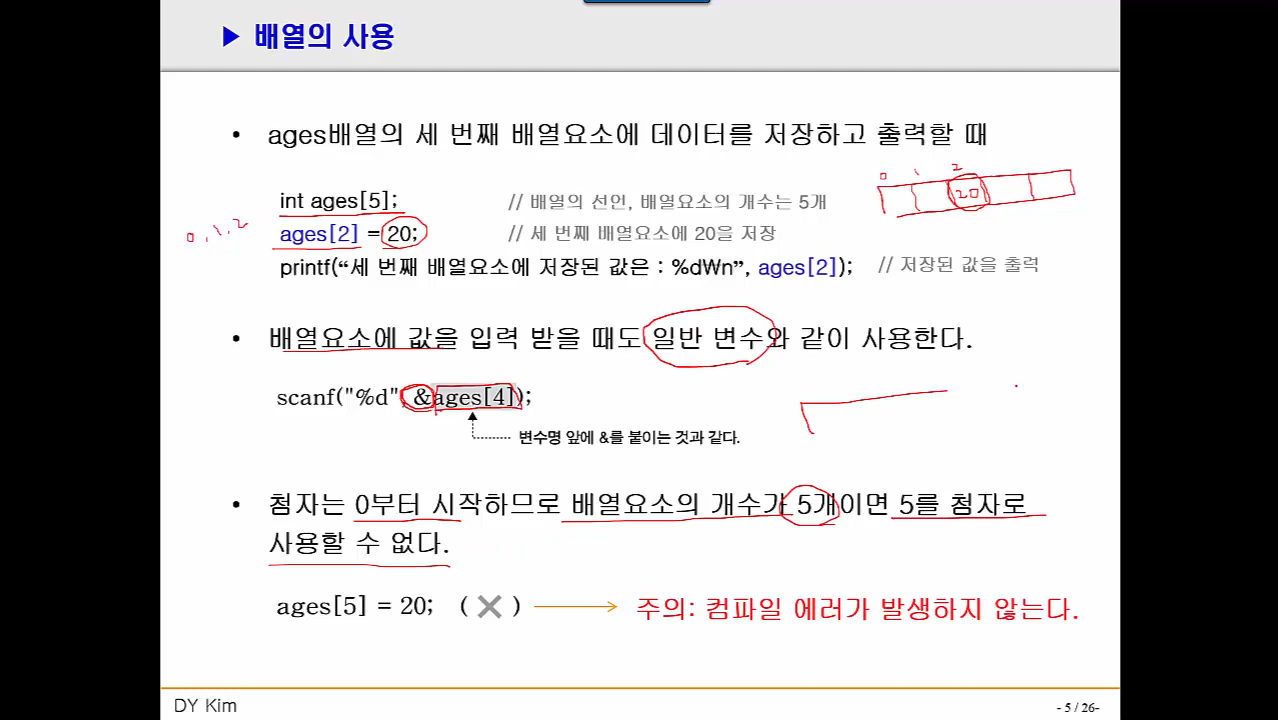 ▶ 배열의 사용
• ages배열의 세 번째 배열요소에 데이터를 저장하고 출력할 때
0 1 2
int ages[5]; // 배열의 선언, 배열요소의 개수는 5개
20
0, 1, 2
ages[2] = 20; // 세 번째 배열요소에 20을 저장
printf(“세 번째 배열요소에 저장된 값은 : %d₩n”, ages[2]); // 저장된 값을 출력
• 배열요소에 값을 입력 받을 때도 일반 변수와 같이 사용한다.
scanf("%d", &ages[4]);
변수명 앞에 &를 붙이는 것과 같다.
• 첨자는 0부터 시작하므로 배열요소의 개수가 5개이면 5를 첨자로
사용할 수 없다.
ages[5] = 20; ( ✕ ) 주의: 컴파일 에러가 발생하지 않는다.
DY Kim
- 5 / 26-